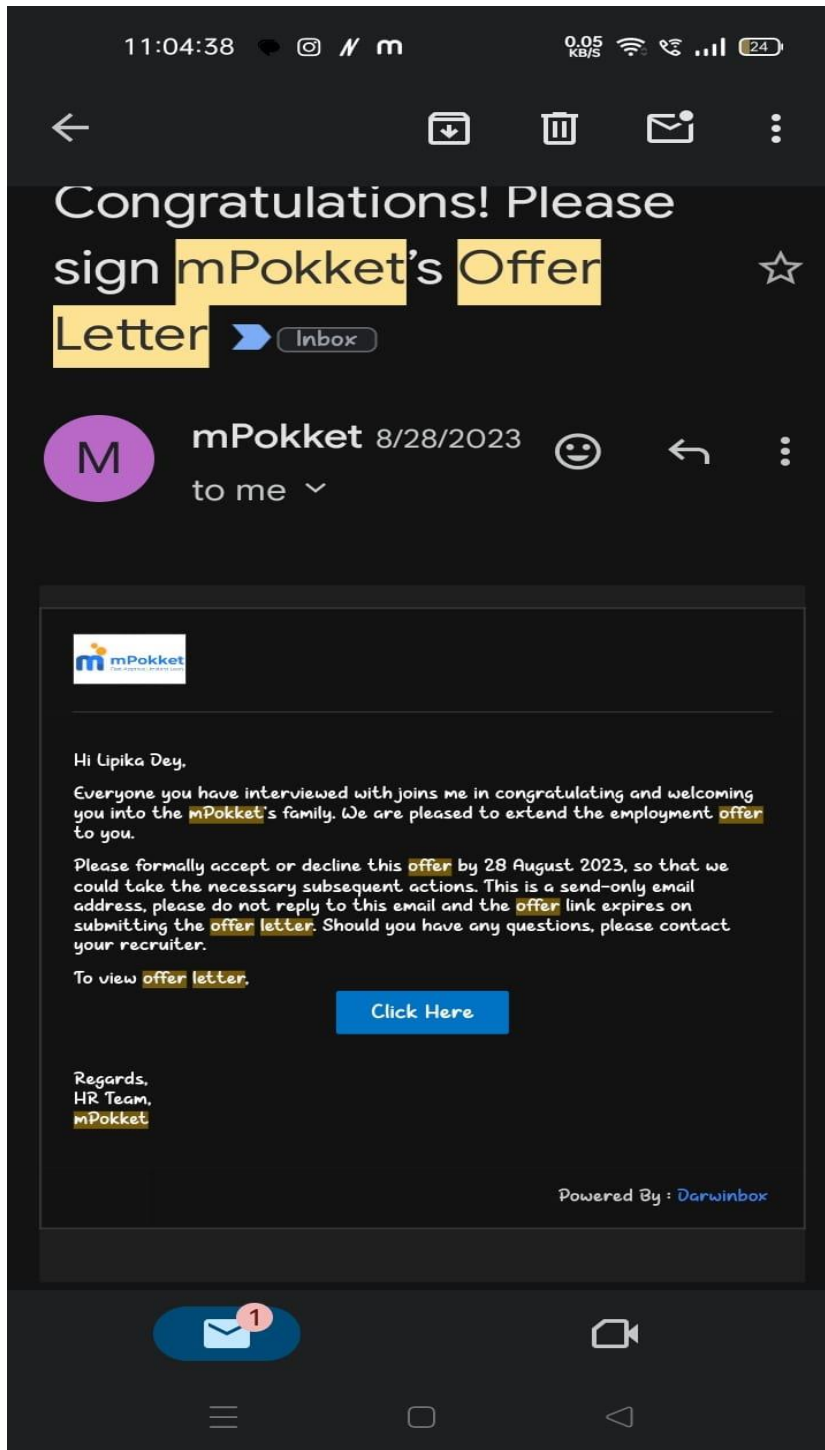 11:04:38 0.05 KB/S 24
Congratulations! Please
sign mPokket's Offer
Letter Inbox
M
mPokket 8/28/2023
to me
m mPokket
Hi Lipika Dey,
Everyone you have interviewed with joins me in congratulating and welcoming
you into the mPokket's family. We are pleased to extend the employment offer
to you.
Please formally accept or decline this offer by 28 August 2023, so that we
could take the necessary subsequent actions. This is a send-only email
address, please do not reply to this email and the offer link expires on
submitting the offer letter. Should you have any questions, please contact
your recruiter.
To view offer letter,
Click Here
Regards,
HR Team,
mPokket
Powered By : Darwinbox
1